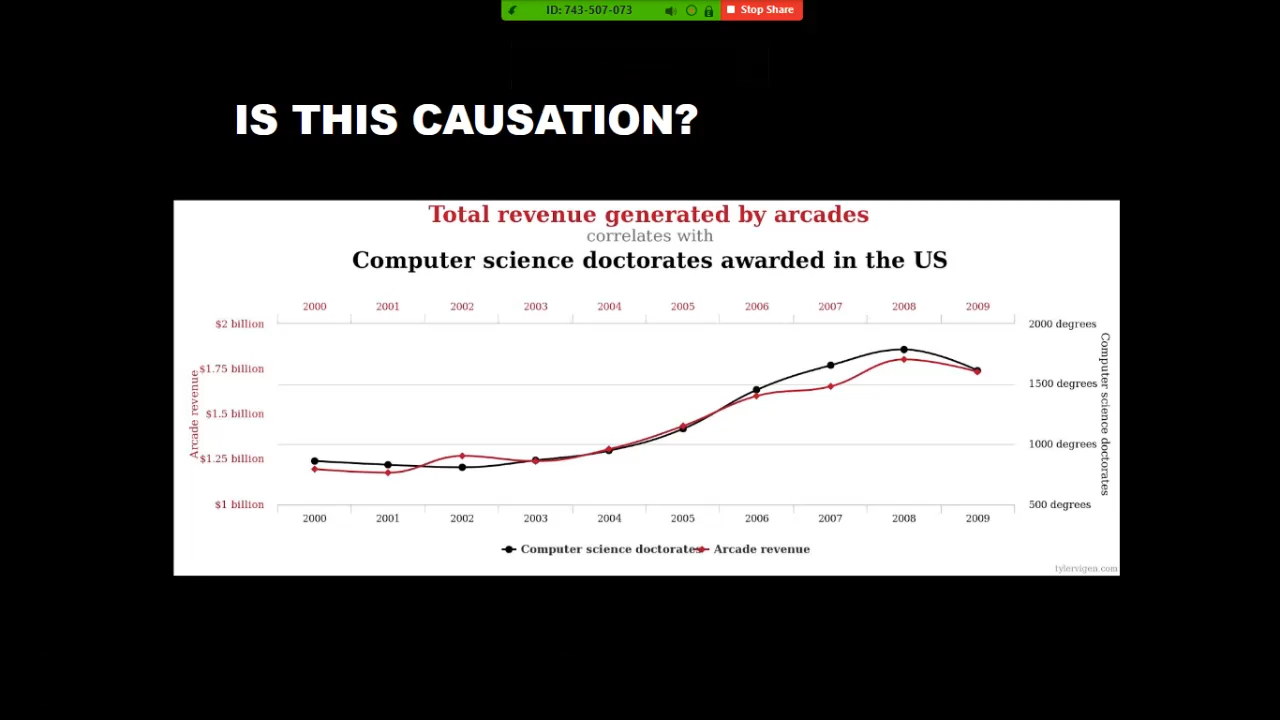 ID: 743-507-073
Stop Share
IS THIS CAUSATION?
Total revenue generated by arcades
correlates with
Computer science doctorates awarded in the US
2000 2001 2002 2003 2004 2005 2006 2007 2008 2009
$2 billion
$1.75 billion
$1.5 billion
$1.25 billion
$1 billion
Arcade revenue
2000 degrees
1500 degrees
1000 degrees
500 degrees
Computer science doctorates
2000 2001 2002 2003 2004 2005 2006 2007 2008 2009
Computer science doctorates Arcade revenue
tylervigen.com